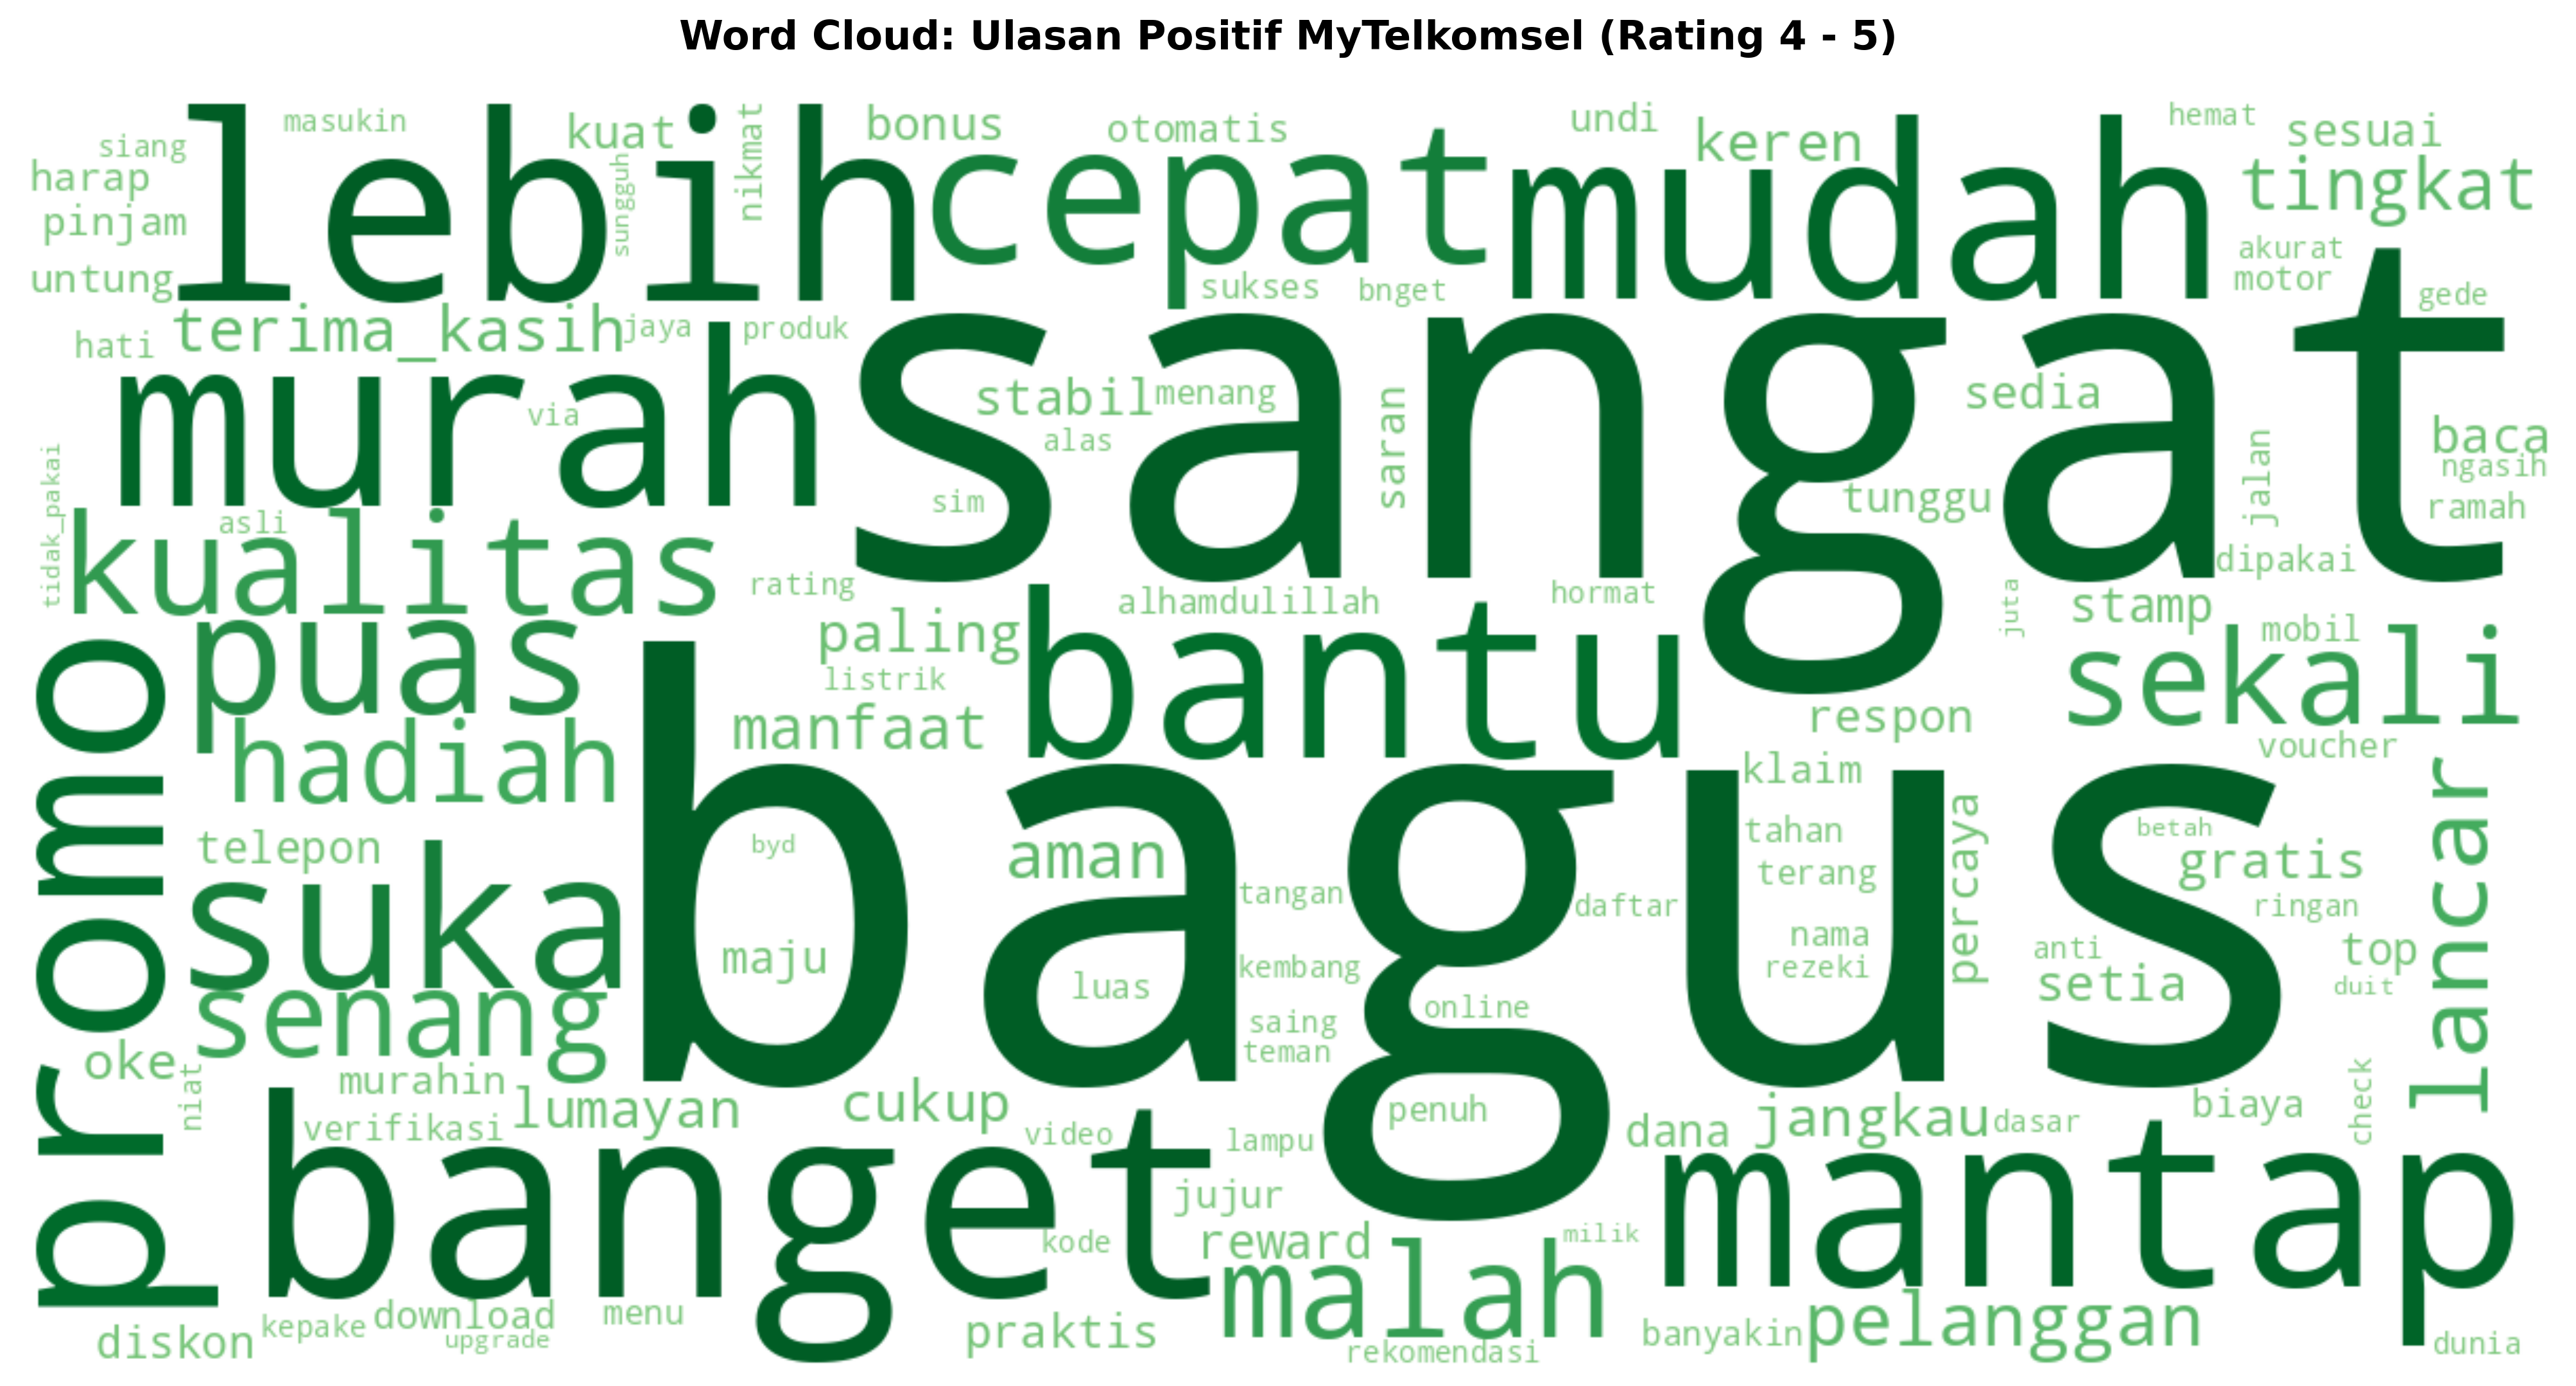 Word Cloud: Ulasan Positif MyTelkomsel (Rating 4 - 5)
masukin
siang
harap
pinjam
untung
lebih
kuat
sungguh
nikmat
bonus
otomatis
cepat
sukses
bnget
undi
keren
mudah
hemat
sesuai
tingkat
akurat
motor
gede
hati
terima_kasih
jaya
produk
murah
via
sangat
stabil
menang
alas
sim
saran
sedia
tunggu
jalan
baca
ngasih
ramah
dipakai
tidak_pakai
asli
kualitas
rating
alhamdulillah
hormat
juta
stamp
mobil
sekali
voucher
promo
puas
paling
listrik
manfaat
bantu
respon
hadiah
telepon
suka
senang
bagus
byd
maju
aman
luas
tangan
kembang
saing
teman
online
penuh
daftar
klaim
tahan
terang
nama
rezeki
percaya
betah
gratis
ringan
anti
setia
top
duit
lancar
oke
niat
murahin
verifikasi
lumayan
cukup
video
lampu
banget
jujur
kode
reward
milik
malah
rekomendasi
dana
jangkau
dasar
biaya
check
mantap
banyakin
pelanggan
dunia
diskon
kepake
download
upgrade
menu
praktis